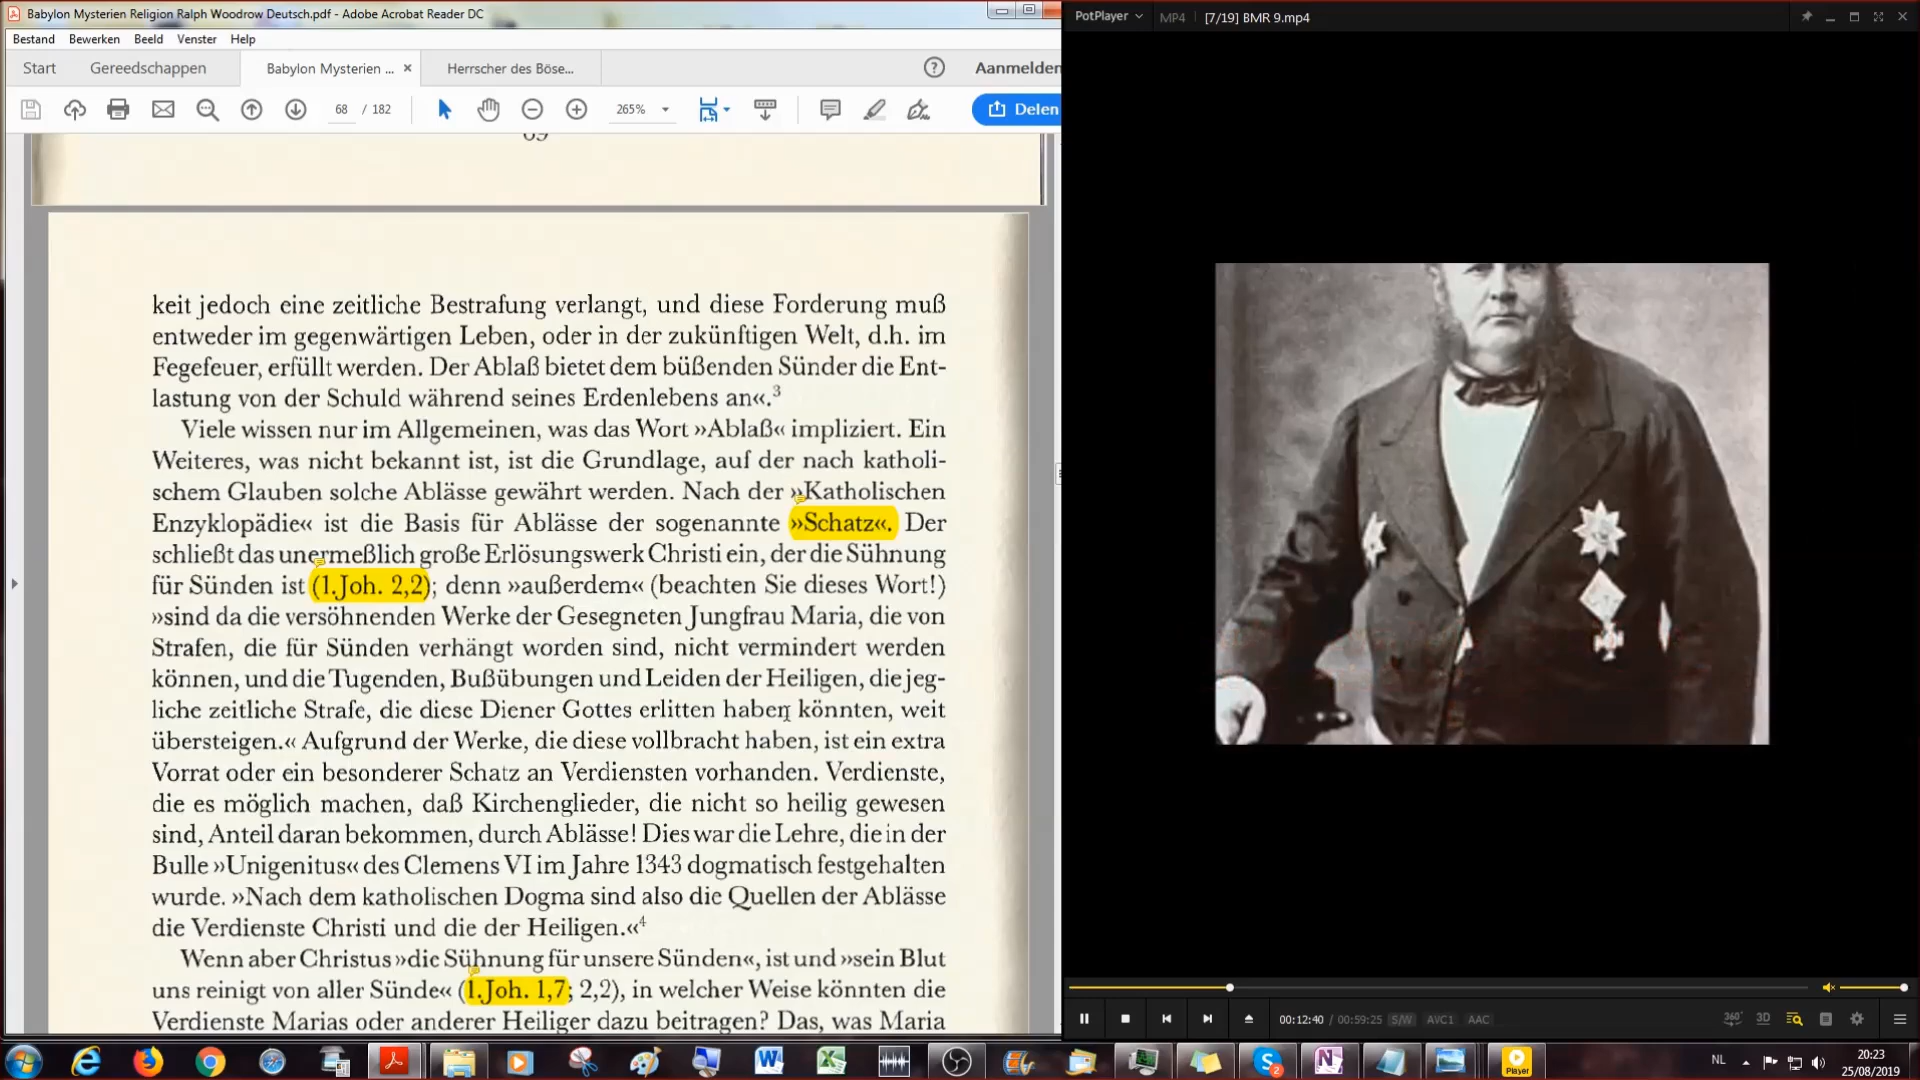 Babylon Mysterien Religion Ralph Woodrow Deutsch.pdf - Adobe Acrobat Reader DC
Bestand Bewerken Beeld Venster Help
Start Gereedschappen Babylon Mysterien ... × Herrscher des Böse... Aanmelden
68 / 182 265% Delen
69
keit jedoch eine zeitliche Bestrafung verlangt, und diese Forderung muß
entweder im gegenwärtigen Leben, oder in der zukünftigen Welt, d.h. im
Fegefeuer, erfüllt werden. Der Ablaß bietet dem büßenden Sünder die Ent-
lastung von der Schuld während seines Erdenlebens an«.³
Viele wissen nur im Allgemeinen, was das Wort »Ablaß« impliziert. Ein
Weiteres, was nicht bekannt ist, ist die Grundlage, auf der nach katholi-
schem Glauben solche Ablässe gewährt werden. Nach der »Katholischen
Enzyklopädie« ist die Basis für Ablässe der sogenannte »Schatz«. Der
schließt das unermeßlich große Erlösungswerk Christi ein, der die Sühnung
für Sünden ist (1.Joh. 2,2); denn »außerdem« (beachten Sie dieses Wort!)
»sind da die versöhnenden Werke der Gesegneten Jungfrau Maria, die von
Strafen, die für Sünden verhängt worden sind, nicht vermindert werden
können, und die Tugenden, Bußübungen und Leiden der Heiligen, die jeg-
liche zeitliche Strafe, die diese Diener Gottes erlitten haben könnten, weit
übersteigen.« Aufgrund der Werke, die diese vollbracht haben, ist ein extra
Vorrat oder ein besonderer Schatz an Verdiensten vorhanden. Verdienste,
die es möglich machen, daß Kirchenglieder, die nicht so heilig gewesen
sind, Anteil daran bekommen, durch Ablässe! Dies war die Lehre, die in der
Bulle »Unigenitus« des Clemens VI im Jahre 1343 dogmatisch festgehalten
wurde. »Nach dem katholischen Dogma sind also die Quellen der Ablässe
die Verdienste Christi und die der Heiligen.«⁴
Wenn aber Christus »die Sühnung für unsere Sünden«, ist und »sein Blut
uns reinigt von aller Sünde« (1.Joh. 1,7; 2,2), in welcher Weise könnten die
Verdienste Marias oder anderer Heiliger dazu beitragen? Das, was Maria
PotPlayer MP4 [7/19] BMR 9.mp4
00:12:40 / 00:59:25 S/W AVC1 AAC
360° 3D
2
Player
NL
20:23
25/08/2019